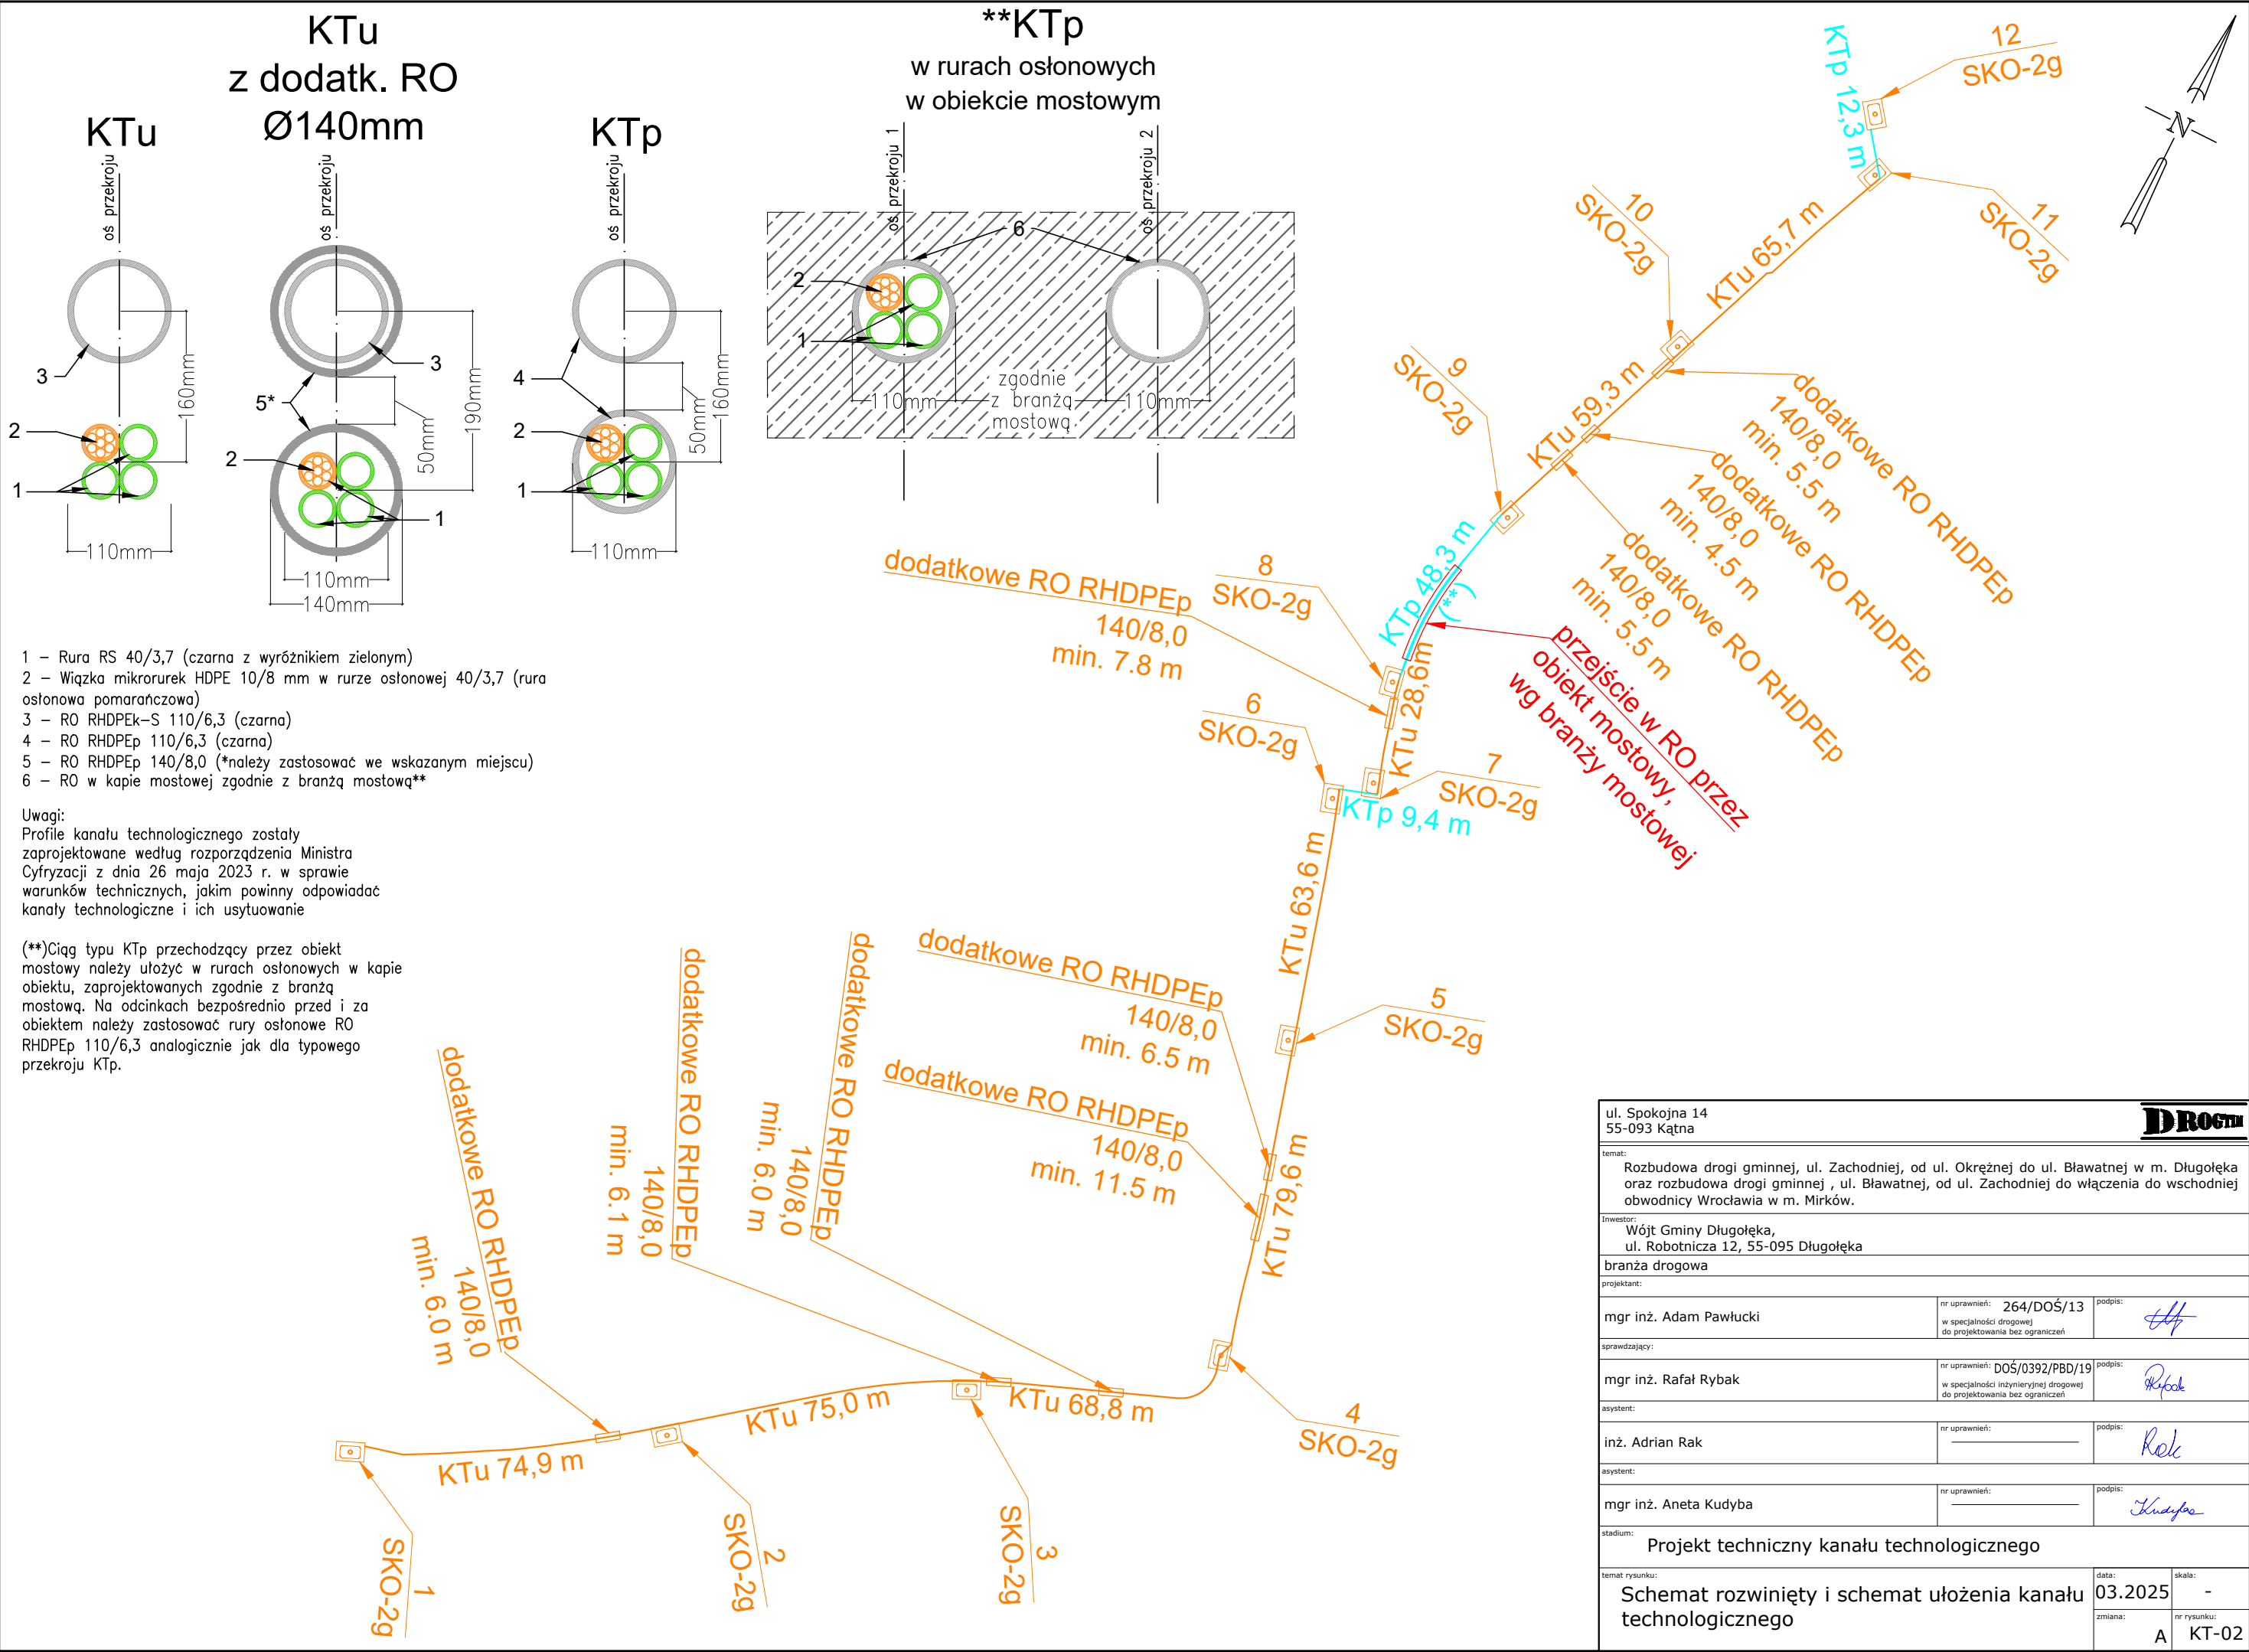 KTu
z dodatk. RO
Ø140mm
KTu
KTp
**KTp
w rurach osłonowych
w obiekcie mostowym
oś przekroju
oś przekroju
oś przekroju
oś przekroju 1
oś przekroju 2
3
2
1
160mm
110mm
5*
3
2
1
50mm
190mm
110mm
140mm
4
2
1
50mm
160mm
110mm
6
2
1
110mm
zgodnie
z branżą
mostową
110mm
1 – Rura RS 40/3,7 (czarna z wyróżnikiem zielonym)
2 – Wiązka mikrorurek HDPE 10/8 mm w rurze osłonowej 40/3,7 (rura
osłonowa pomarańczowa)
3 – RO RHDPEk-S 110/6,3 (czarna)
4 – RO RHDPEp 110/6,3 (czarna)
5 – RO RHDPEp 140/8,0 (*należy zastosować we wskazanym miejscu)
6 – RO w kapie mostowej zgodnie z branżą mostową**
Uwagi:
Profile kanału technologicznego zostały
zaprojektowane według rozporządzenia Ministra
Cyfryzacji z dnia 26 maja 2023 r. w sprawie
warunków technicznych, jakim powinny odpowiadać
kanały technologiczne i ich usytuowanie
(**)Ciąg typu KTp przechodzący przez obiekt
mostowy należy ułożyć w rurach osłonowych w kapie
obiektu, zaprojektowanych zgodnie z branżą
mostową. Na odcinkach bezpośrednio przed i za
obiektem należy zastosować rury osłonowe RO
RHDPEp 110/6,3 analogicznie jak dla typowego
przekroju KTp.
KTp 12,3 m
12
SKO-2g
N
11
SKO-2g
10
SKO-2g
KTu 65,7 m
9
SKO-2g
KTu 59,3 m
dodatkowe RO RHDPEp
140/8,0
min. 5.5 m
dodatkowe RO RHDPEp
140/8,0
min. 4.5 m
dodatkowe RO RHDPEp
140/8,0
min. 5.5 m
KTp 48,3 m
(**)
przejście w RO przez
obiekt mostowy,
wg branży mostowej
8
SKO-2g
dodatkowe RO RHDPEp
140/8,0
min. 7.8 m
KTu 28,6m
6
SKO-2g
7
SKO-2g
KTp 9,4 m
KTu 63,6 m
5
SKO-2g
dodatkowe RO RHDPEp
140/8,0
min. 6.5 m
dodatkowe RO RHDPEp
140/8,0
min. 11.5 m
KTu 79,6 m
4
SKO-2g
dodatkowe RO RHDPEp
140/8,0
min. 6.0 m
dodatkowe RO RHDPEp
140/8,0
min. 6.1 m
dodatkowe RO RHDPEp
140/8,0
min. 6.0 m
KTu 68,8 m
KTu 75,0 m
KTu 74,9 m
3
SKO-2g
2
SKO-2g
1
SKO-2g
ul. Spokojna 14
55-093 Kątna
DROGTIM
temat:
Rozbudowa drogi gminnej, ul. Zachodniej, od ul. Okrężnej do ul. Bławatnej w m. Długołęka
oraz rozbudowa drogi gminnej , ul. Bławatnej, od ul. Zachodniej do włączenia do wschodniej
obwodnicy Wrocławia w m. Mirków.
Inwestor:
Wójt Gminy Długołęka,
ul. Robotnicza 12, 55-095 Długołęka
branża drogowa
projektant:
mgr inż. Adam Pawłucki
nr uprawnień: 264/DOŚ/13
w specjalności drogowej
do projektowania bez ograniczeń
podpis:
sprawdzający:
mgr inż. Rafał Rybak
nr uprawnień: DOŚ/0392/PBD/19
w specjalności inżynieryjnej drogowej
do projektowania bez ograniczeń
podpis:
Rybak
asystent:
inż. Adrian Rak
nr uprawnień:
podpis:
Rak
asystent:
mgr inż. Aneta Kudyba
nr uprawnień:
podpis:
Kudyba
stadium:
Projekt techniczny kanału technologicznego
temat rysunku:
Schemat rozwinięty i schemat ułożenia kanału
technologicznego
data:
03.2025
skala:
-
zmiana:
A
nr rysunku:
KT-02